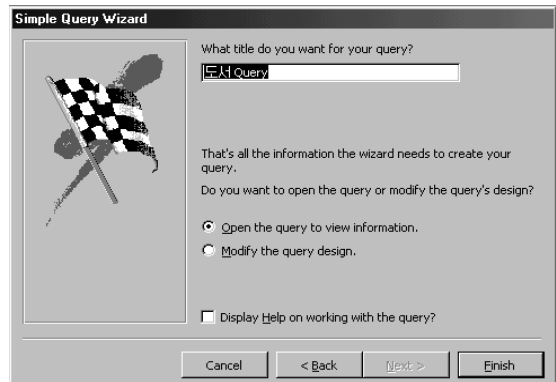 Simple Query Wizard
What title do you want for your query?
도서 Query
That's all the information the wizard needs to create your
query.
Do you want to open the query or modify the query's design?
Open the query to view information.
Modify the query design.
Display Help on working with the query?
Cancel
< Back
Next >
Finish